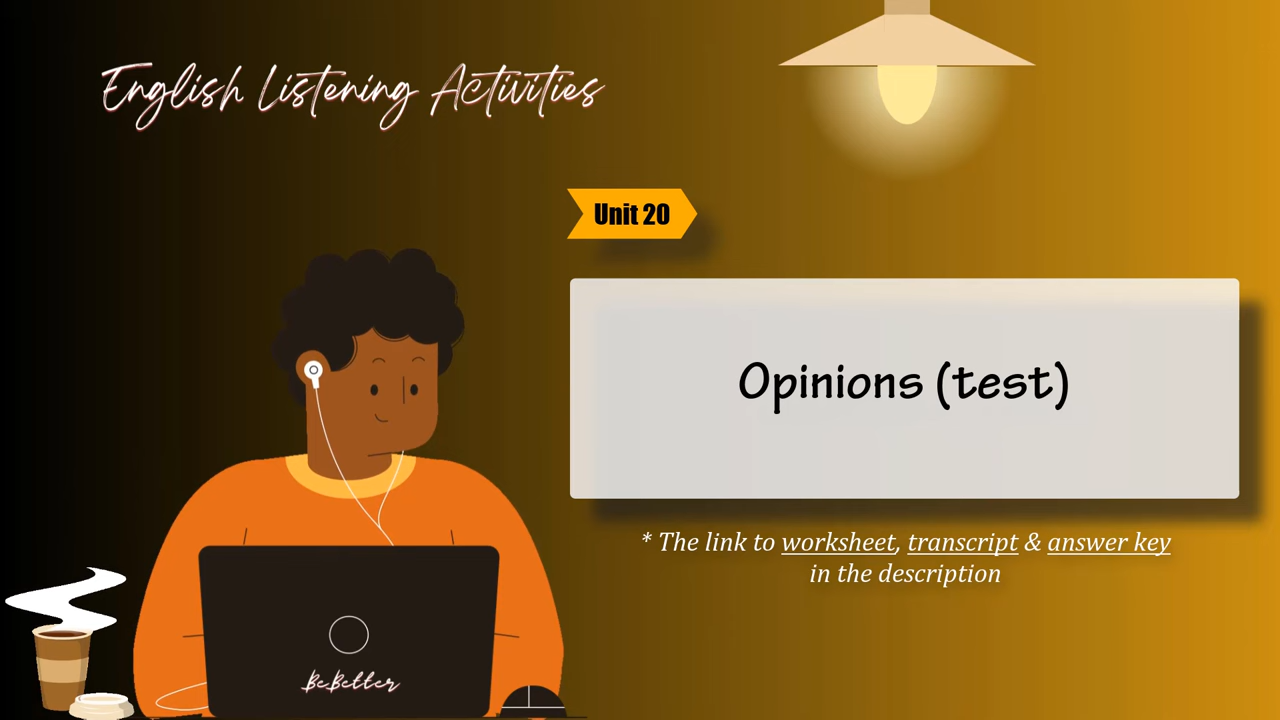 English Listening Activities
Unit 20
Opinions (test)
* The link to worksheet, transcript & answer key
in the description
BeBetter